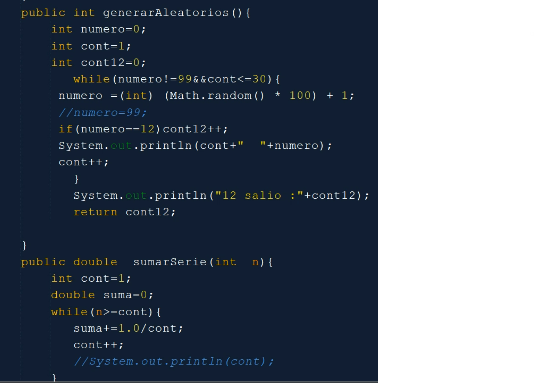 public int generarAleatorios(){
int numero=0;
int cont=1;
int cont12=0;
while(numero!=99&&cont<=30){
numero =(int) (Math.random() * 100) + 1;
//numero=99;
if(numero==12)cont12++;
System.out.println(cont+"  "+numero);
cont++;
}
System.out.println("12 salio :"+cont12);
return cont12;
}
public double  sumarSerie(int  n){
int cont=1;
double suma=0;
while(n>=cont){
suma+=1.0/cont;
cont++;
//System.out.println(cont);
}